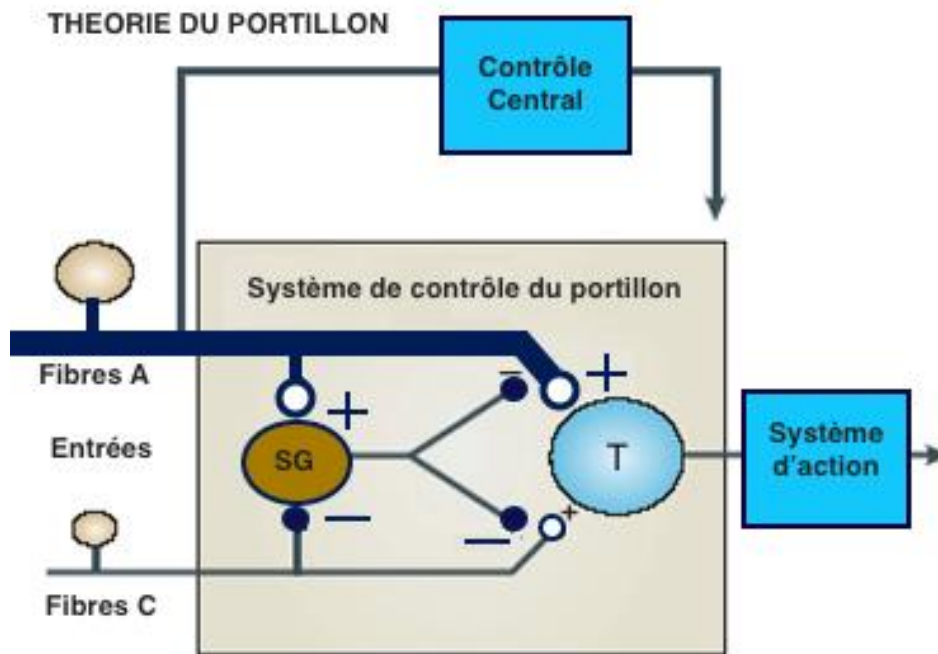 THEORIE DU PORTILLON
Contrôle
Central
Système de contrôle du portillon
Fibres A
+
–
+
Entrées
SG
T
Système
d'action
–
–
+
Fibres C